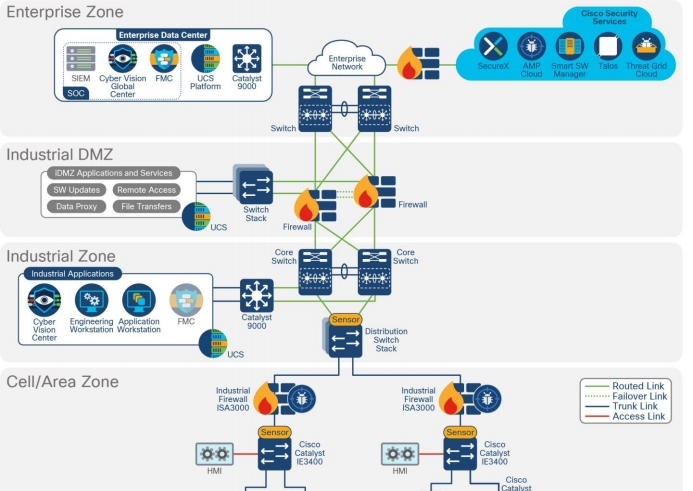 Enterprise Zone
Enterprise Data Center
SIEM
Cyber Vision
Global
Center
FMC
SOC
UCS
Platform
Catalyst
9000
Enterprise
Network
Cisco Security
Services
SecureX
AMP
Cloud
Smart SW
Manager
Talos
Threat Grid
Cloud
Switch
Switch
Industrial DMZ
IDMZ Applications and Services
SW Updates
Remote Access
Data Proxy
File Transfers
UCS
Switch
Stack
Firewall
Firewall
Industrial Zone
Industrial Applications
Cyber
Vision
Center
Engineering
Workstation
Application
Workstation
FMC
UCS
Catalyst
9000
Core
Switch
Core
Switch
Sensor
Distribution
Switch
Stack
Cell/Area Zone
Industrial
Firewall
ISA3000
Industrial
Firewall
ISA3000
Routed Link
Failover Link
Trunk Link
Access Link
Sensor
Cisco
Catalyst
IE3400
HMI
Sensor
Cisco
Catalyst
IE3400
HMI
Cisco
Catalyst